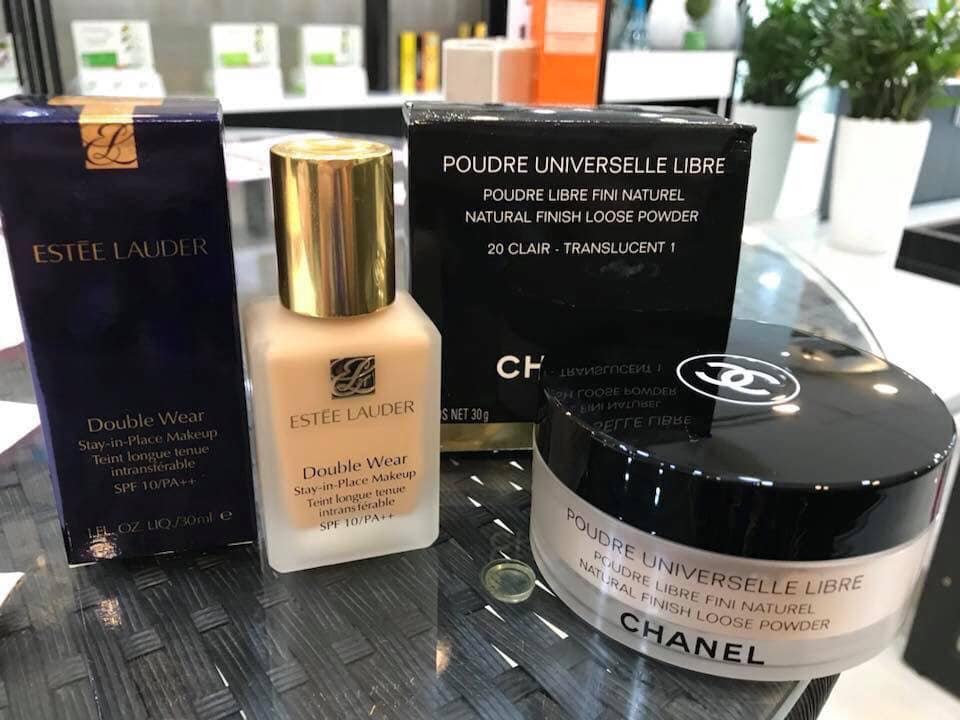 ESTĒE LAUDER
Double Wear
Stay-in-Place Makeup
Teint longue tenue
intransférable
SPF 10/PA++
1 FL. OZ. LIQ./30ml e
ESTĒE LAUDER
Double Wear
Stay-in-Place Makeup
Teint longue tenue
intransférable
SPF 10/PA++
POUDRE UNIVERSELLE LIBRE
POUDRE LIBRE FINI NATUREL
NATURAL FINISH LOOSE POWDER
20 CLAIR - TRANSLUCENT 1
CH
NET 30g
POUDRE UNIVERSELLE LIBRE
POUDRE LIBRE FINI NATUREL
NATURAL FINISH LOOSE POWDER
CHANEL